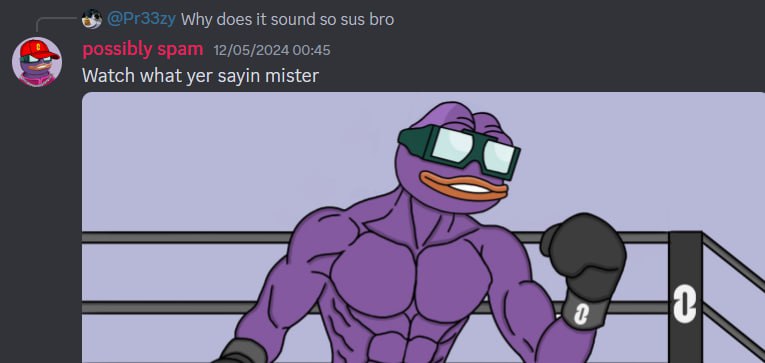 @Pr33zy Why does it sound so sus bro
possibly spam 12/05/2024 00:45
Watch what yer sayin mister